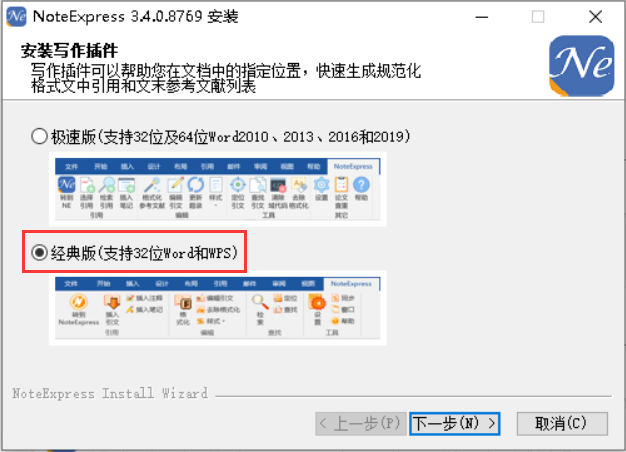 NoteExpress 3.4.0.8769 安装
安装写作插件
写作插件可以帮助您在文档中的指定位置，快速生成规范化
格式文中引用和文末参考文献列表
Ne
极速版(支持32位及64位Word2010、2013、2016和2019)
文件 开始 插入 设计 布局 引用 邮件 审阅 视图 帮助 NoteExpress
转到 选择 检索 插入 格式化 编辑 更新 样式 定位 查找 清除 去除 设置 论文 帮助
NE 引用 引用 笔记 参考文献 引文 题录 引文 引文 域代码 格式化 查重
引用 编辑 工具 其它
经典版(支持32位Word和WPS)
文件 开始 插入 设计 布局 引用 邮件 审阅 视图 NoteExpress
转到 插入 插入注释 格 编辑引文 检 定位 设 同步
NoteExpress 引文 插入笔记 式化 去除格式化 索 查找 置 窗口
样式 帮助
引用 编辑 查找 工具
NoteExpress Install Wizard
< 上一步(P) 下一步(N) > 取消(C)